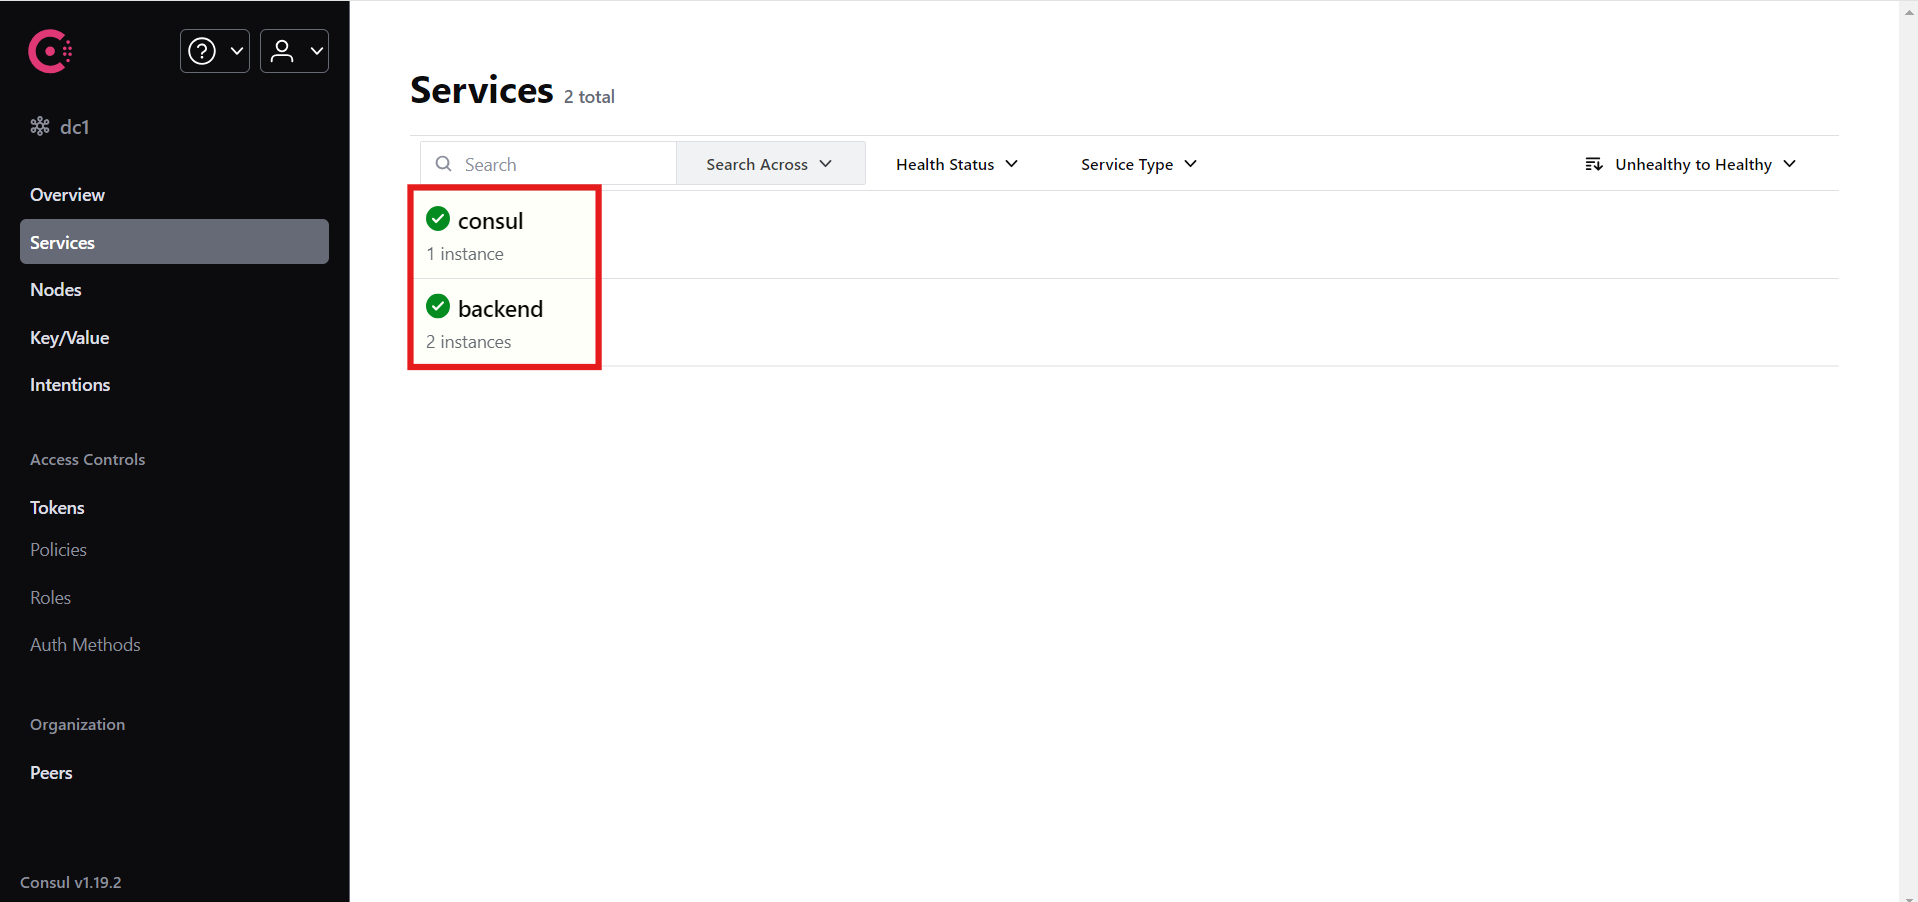 dc1
Overview
Services
Nodes
Key/Value
Intentions
Access Controls
Tokens
Policies
Roles
Auth Methods
Organization
Peers
Consul v1.19.2
Services 2 total
Search Search Across Health Status Service Type Unhealthy to Healthy
consul
1 instance
backend
2 instances